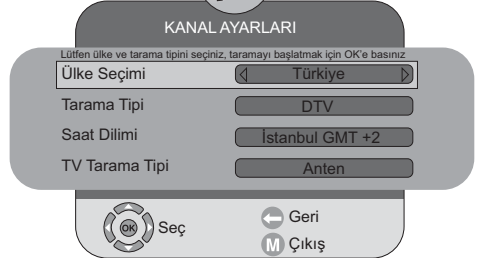 KANAL AYARLARI
Lütfen ülke ve tarama tipini seçiniz, taramayı başlatmak için OK'e basınız
Ülke Seçimi Türkiye
Tarama Tipi DTV
Saat Dilimi İstanbul GMT +2
TV Tarama Tipi Anten
OK Seç
Geri
M Çıkış